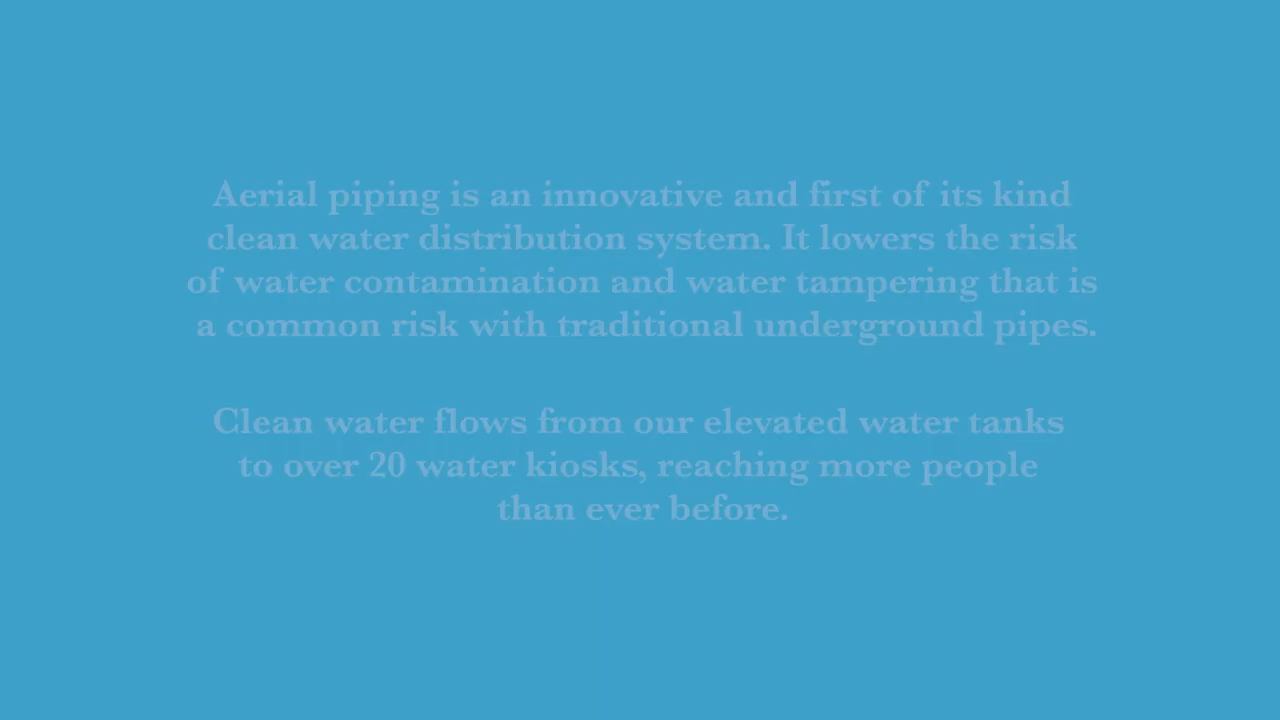 Aerial piping is an innovative and first of its kind
clean water distribution system. It lowers the risk
of water contamination and water tampering that is
a common risk with traditional underground pipes.
Clean water flows from our elevated water tanks
to over 20 water kiosks, reaching more people
than ever before.